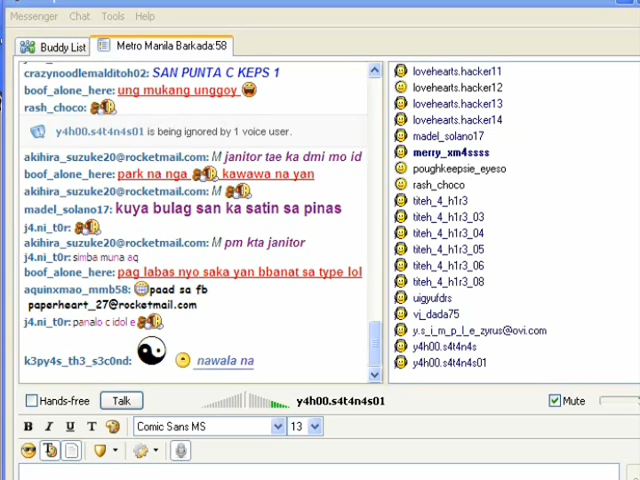 Messenger Chat Tools Help
Buddy List Metro Manila Barkada:58
crazynoodlemalditoh02: SAN PUNTA C KEPS 1
boof_alone_here: ung mukang unggoy
rash_choco:
y4h00.s4t4n4s01 is being ignored by 1 voice user.
akihira_suzuke20@rocketmail.com: M janitor tae ka dmi mo id
boof_alone_here: park na nga kawawa na yan
akihira_suzuke20@rocketmail.com: M
madel_solano17: kuya bulag san ka satin sa pinas
j4.ni_t0r:
akihira_suzuke20@rocketmail.com: M pm kta janitor
j4.ni_t0r: simba muna aq
boof_alone_here: pag labas nyo saka yan bbanat sa type lol
aquinxmao_mmb58: paad sa fb
paperheart_27@rocketmail.com
j4.ni_t0r: panalo c idol e
k3py4s_th3_s3c0nd: nawala na
lovehearts.hacker11
lovehearts.hacker12
lovehearts.hacker13
lovehearts.hacker14
madel_solano17
merry_xm4ssss
poughkeepsie_eyeso
rash_choco
titeh_4_h1r3
titeh_4_h1r3_03
titeh_4_h1r3_04
titeh_4_h1r3_05
titeh_4_h1r3_06
titeh_4_h1r3_08
uigyufdrs
vj_dada75
y.s_i_m_p_l_e_zyrus@ovi.com
y4h00.s4t4n4s
y4h00.s4t4n4s01
Hands-free Talk y4h00.s4t4n4s01 Mute
B I U T Comic Sans MS 13